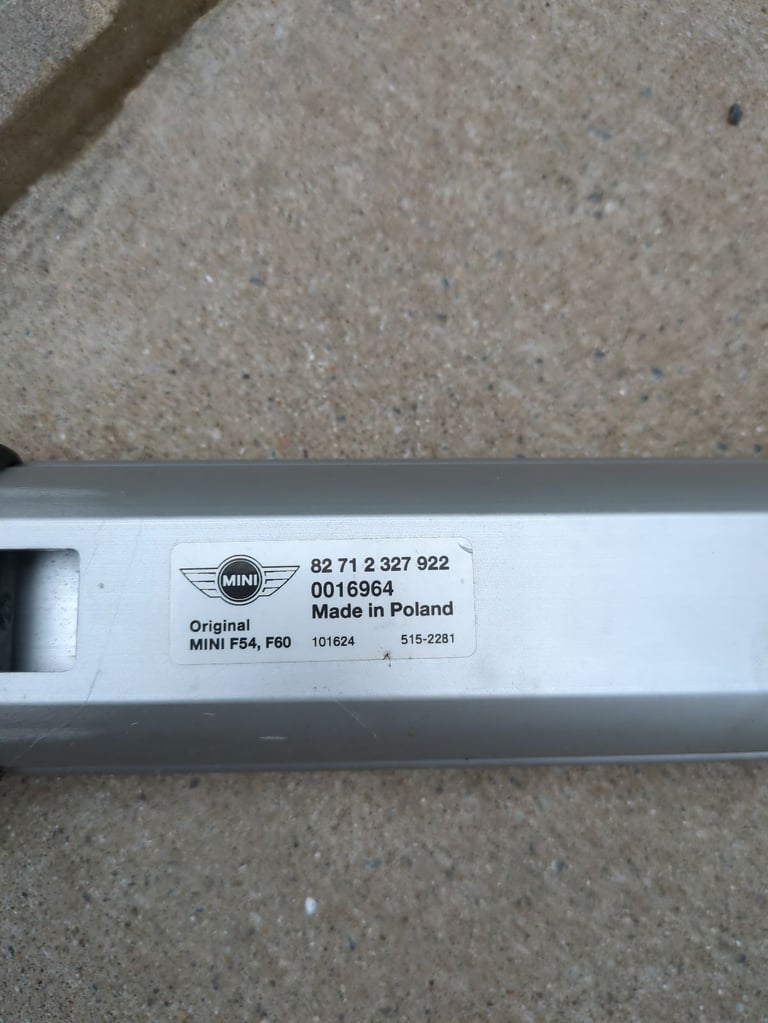 MINI
82 71 2 327 922
0016964
Made in Poland
Original
MINI F54, F60
101624
515-2281